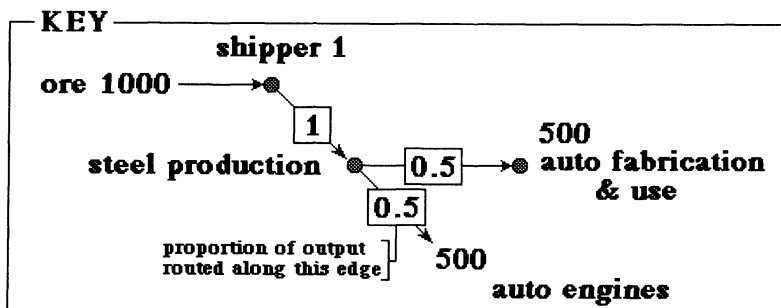 KEY
shipper 1
ore 1000
1
steel production
0.5
500
auto fabrication
& use
0.5
proportion of output
routed along this edge
500
auto engines